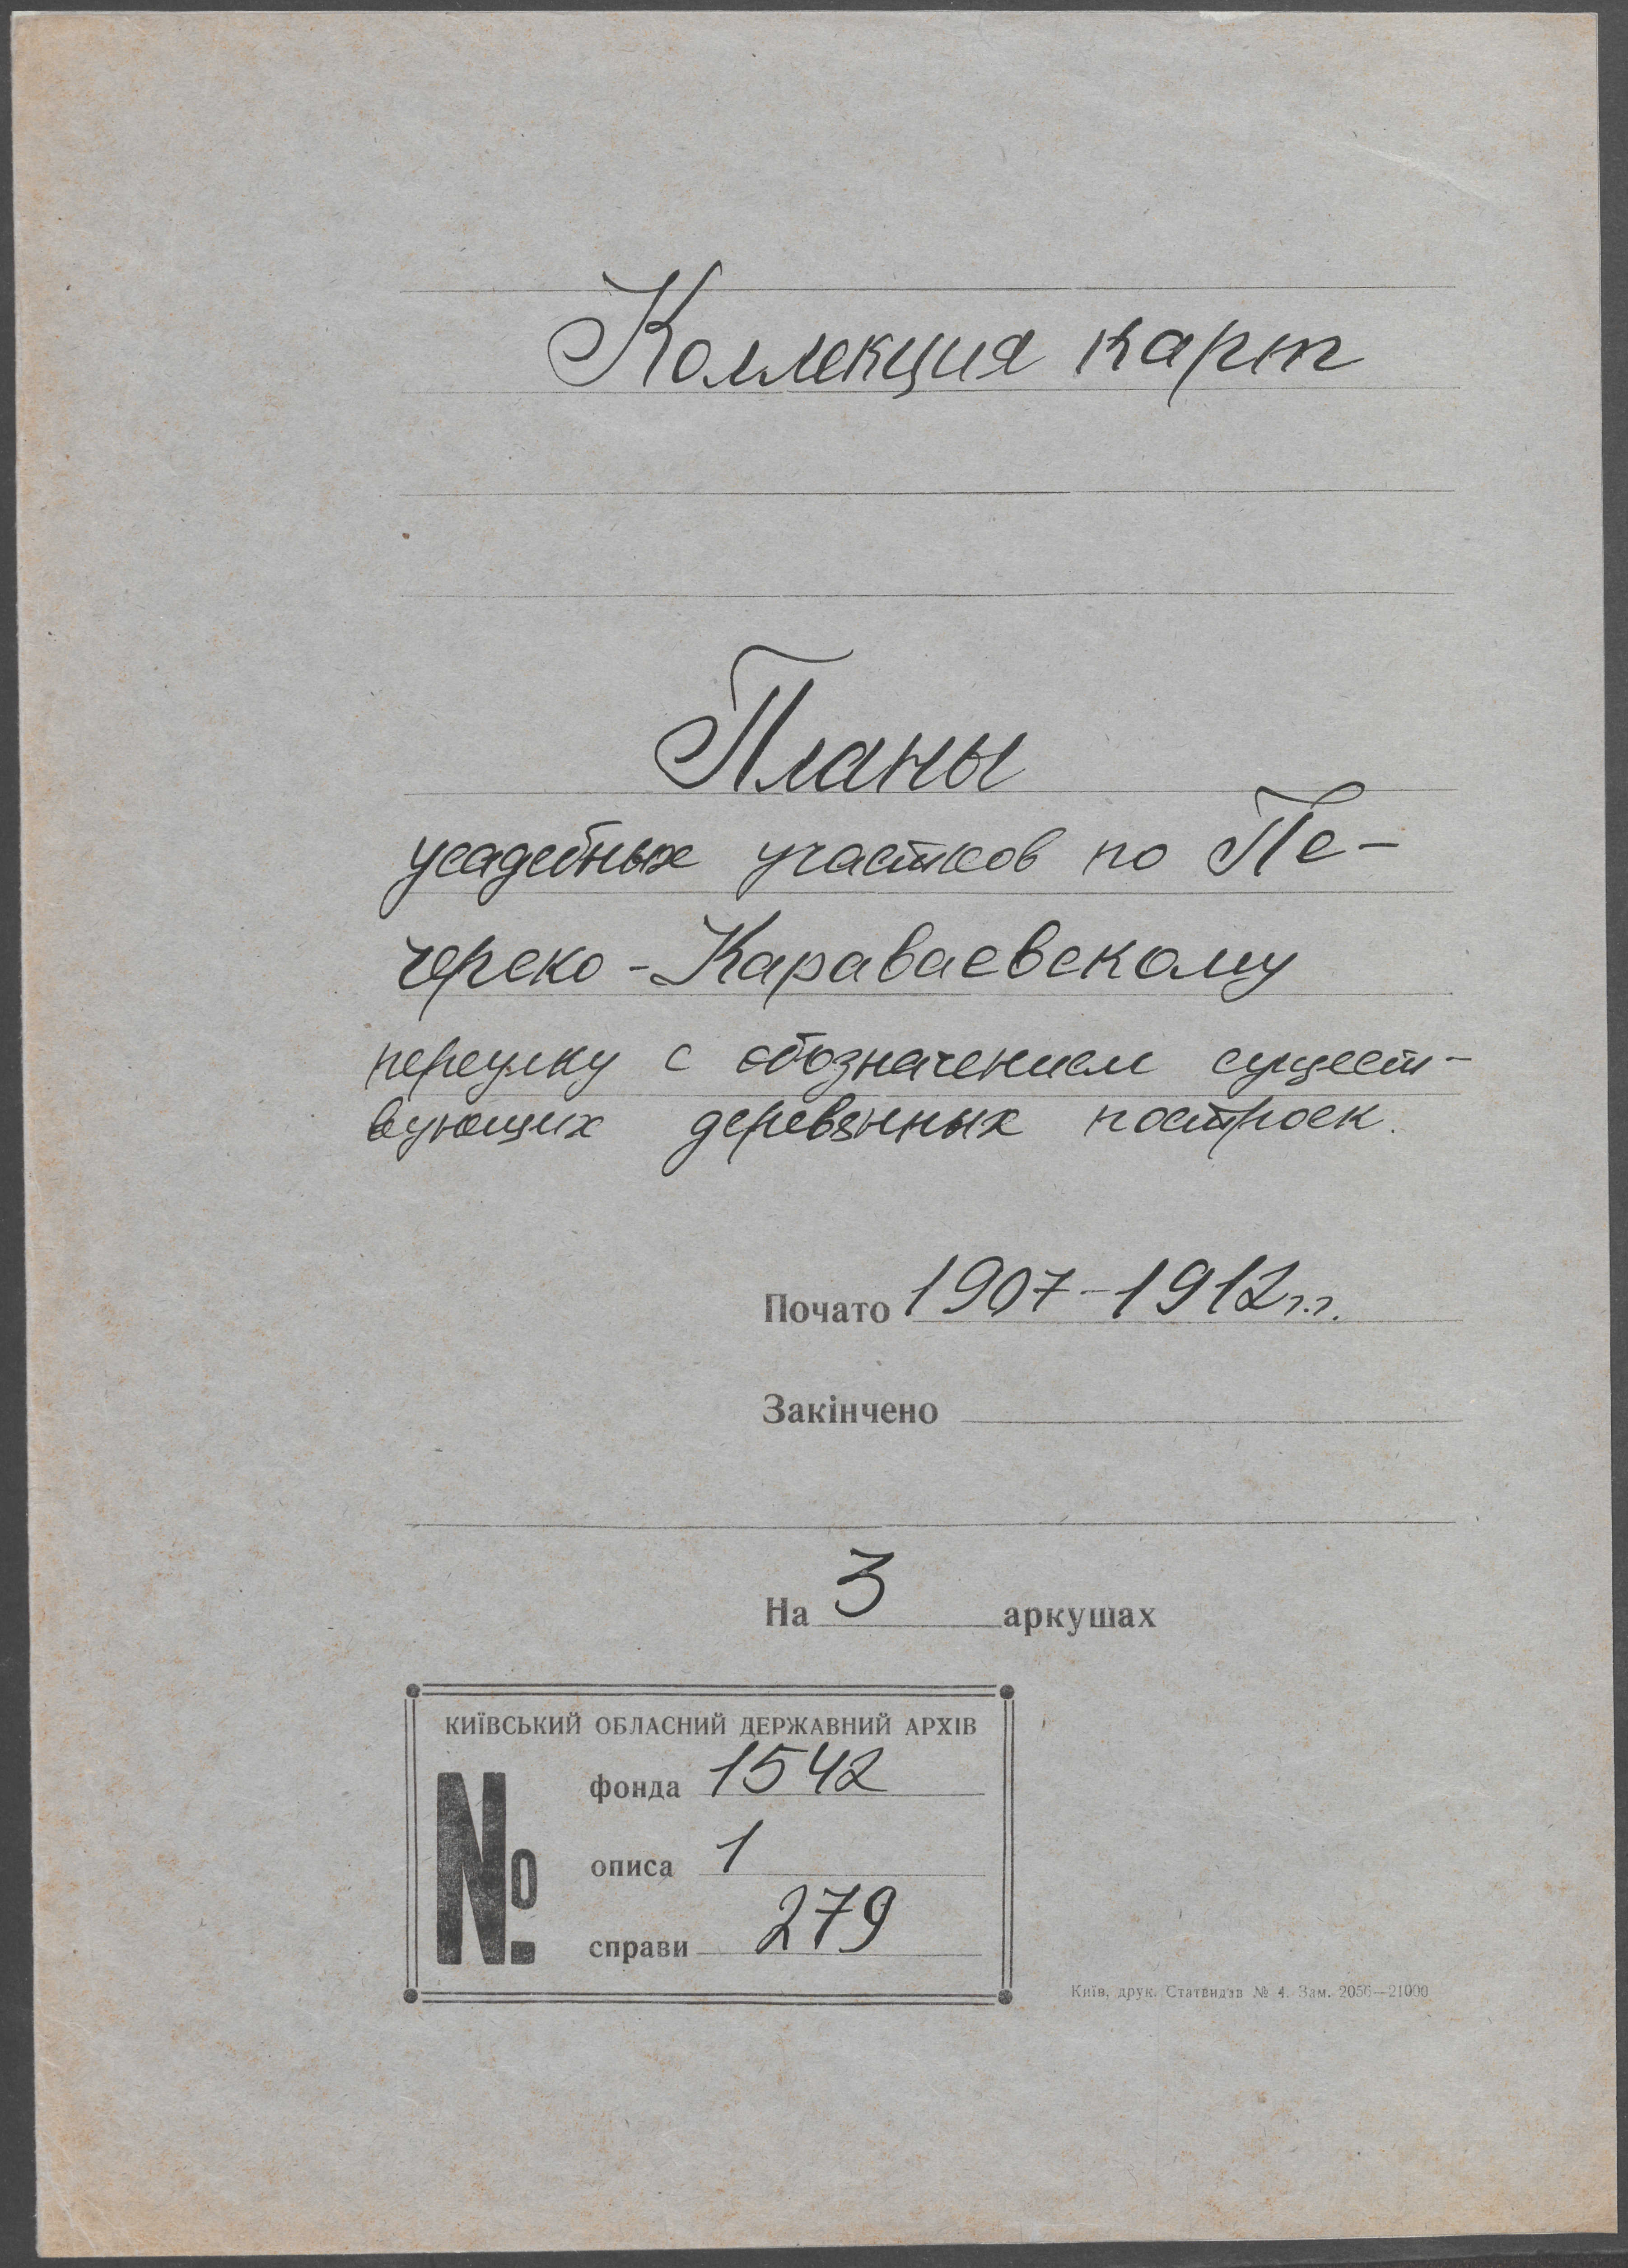 Коллекция карт
Планы
усадебных участков по Пе-
черско-Караваевскому
переулку с обозначением сущест-
вующих деревянных построек.
Почато 1907-1912 г.г.
Закінчено
На 3 аркушах
КИЇВСЬКИЙ ОБЛАСНИЙ ДЕРЖАВНИЙ АРХІВ
№
фонда 1542
описа 1
справи 279
Київ, друк. Статвидав № 4. Зам. 2056—21000